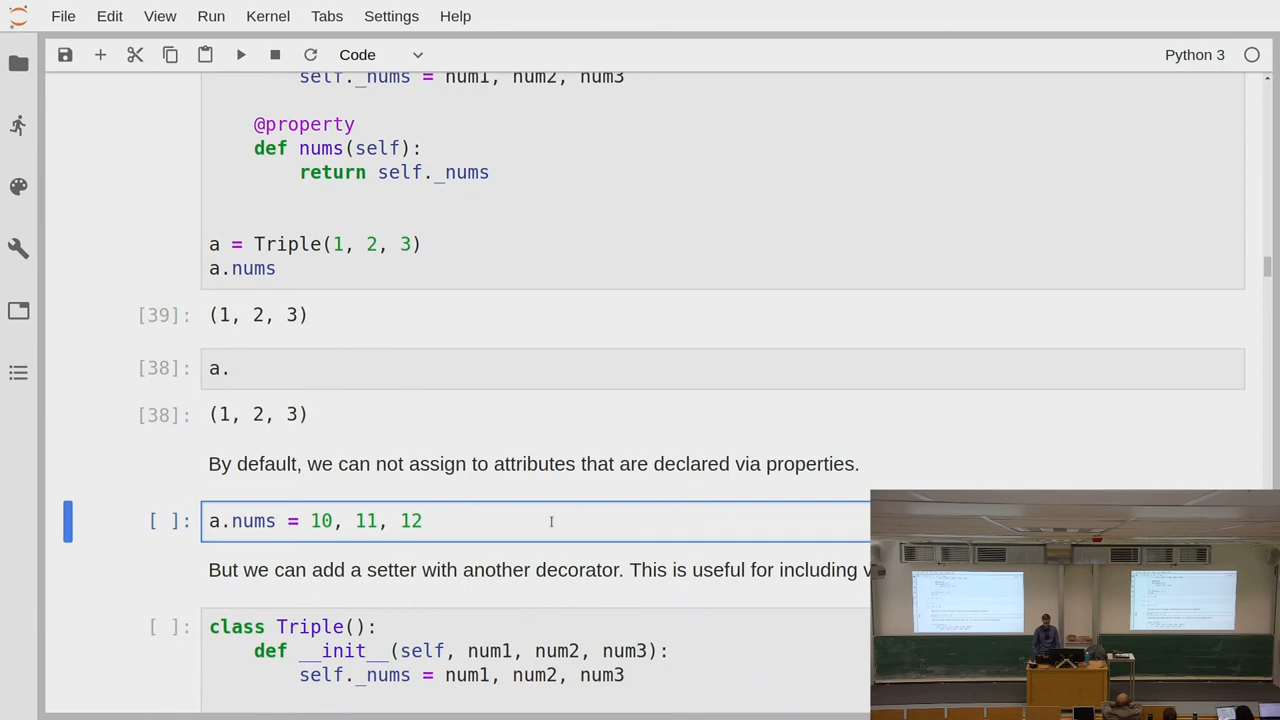 File Edit View Run Kernel Tabs Settings Help
Code Python 3
self._nums = num1, num2, num3
@property
def nums(self):
return self._nums
a = Triple(1, 2, 3)
a.nums
[39]: (1, 2, 3)
[38]: a.
[38]: (1, 2, 3)
By default, we can not assign to attributes that are declared via properties.
[ ]: a.nums = 10, 11, 12
But we can add a setter with another decorator. This is useful for including
[ ]: class Triple():
def __init__(self, num1, num2, num3):
self._nums = num1, num2, num3